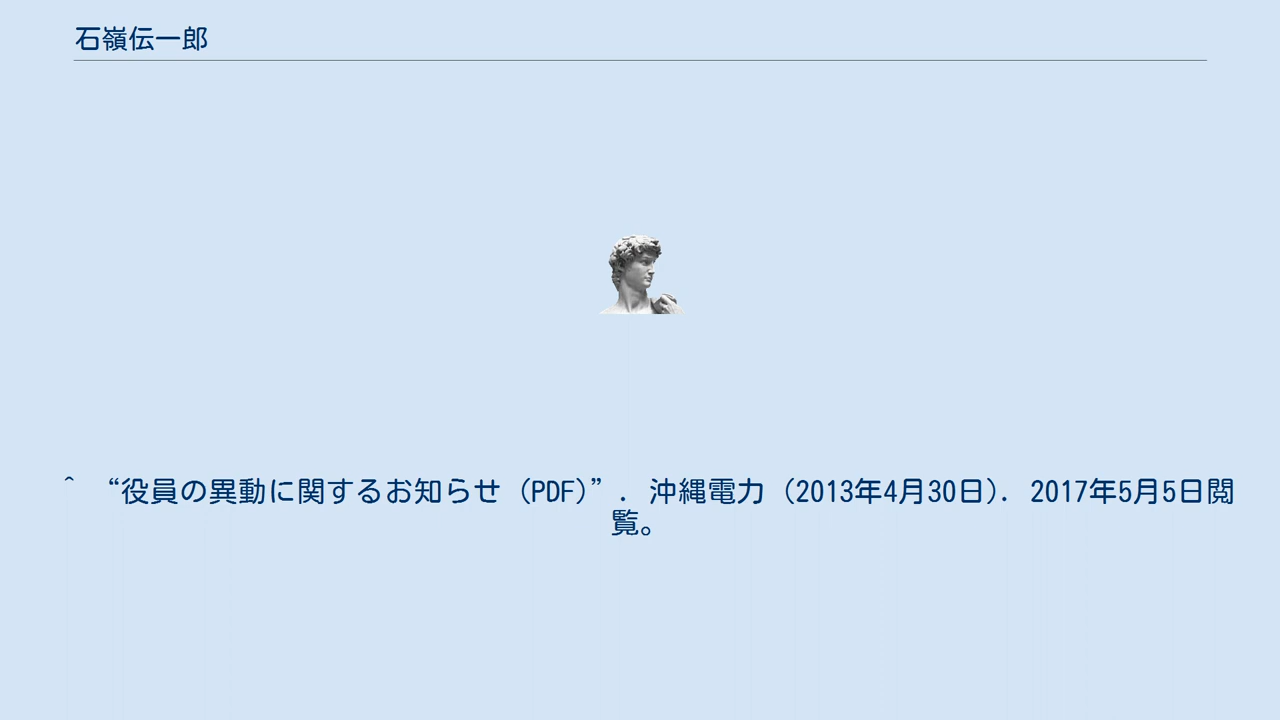 石嶺伝一郎
^ “役員の異動に関するお知らせ (PDF)”. 沖縄電力 (2013年4月30日). 2017年5月5日閲
覧。